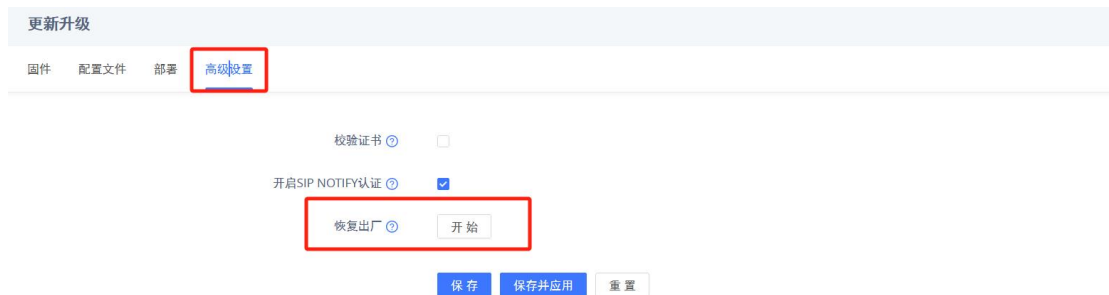 更新升级
固件 配置文件 部署 高级设置
校验证书
开启SIP NOTIFY认证
恢复出厂 开始
保存 保存并应用 重置